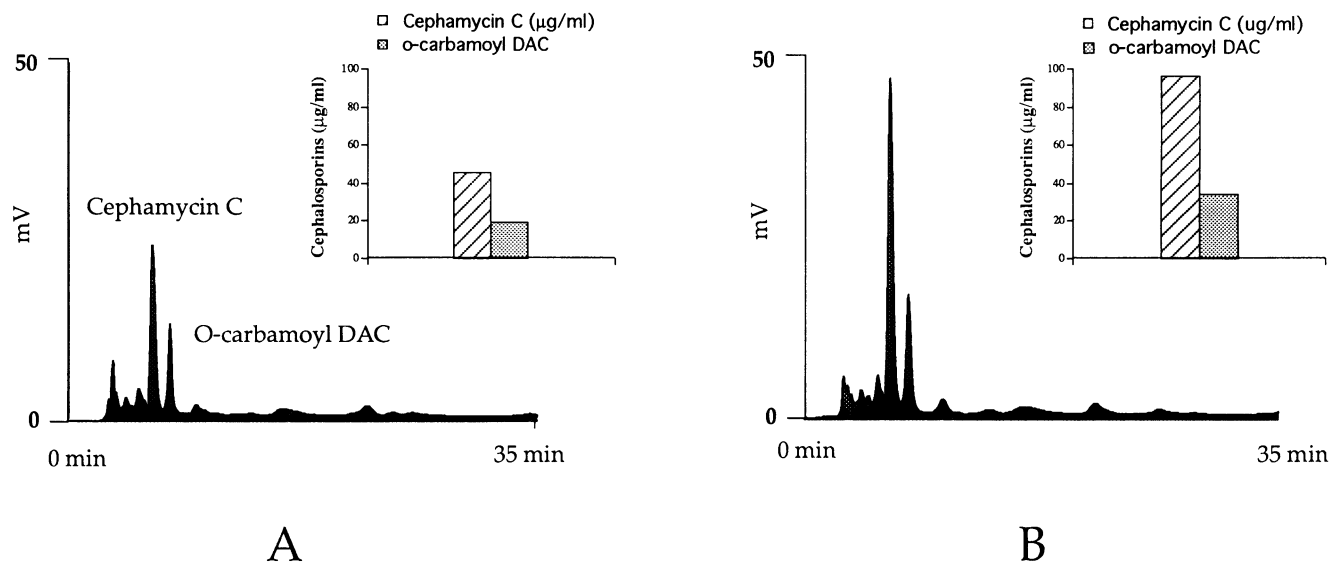 Cephamycin C (µg/ml)
o-carbamoyl DAC
50
100
80
60
40
20
0
Cephalosporins (µg/ml)
mV
Cephamycin C
O-carbamoyl DAC
0
0 min
35 min
A
Cephamycin C (ug/ml)
o-carbamoyl DAC
50
100
80
60
40
20
0
Cephalosporins (µg/ml)
mV
0
0 min
35 min
B